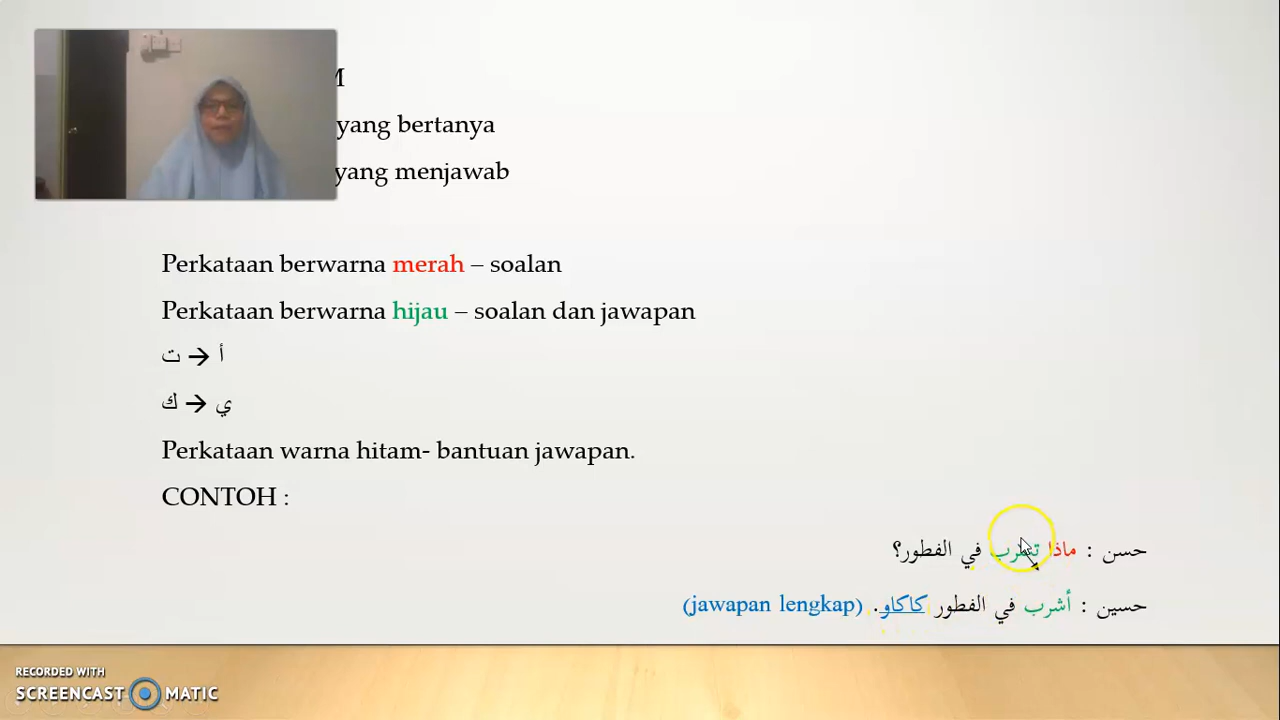 M
yang bertanya
yang menjawab
Perkataan berwarna merah – soalan
Perkataan berwarna hijau – soalan dan jawapan
ت → أ
ك → ي
Perkataan warna hitam- bantuan jawapan.
CONTOH :
حسن : ماذا تشرب في الفطور؟
حسين : أشرب في الفطور كاكاو. (jawapan lengkap)
RECORDED WITH
SCREENCAST MATIC